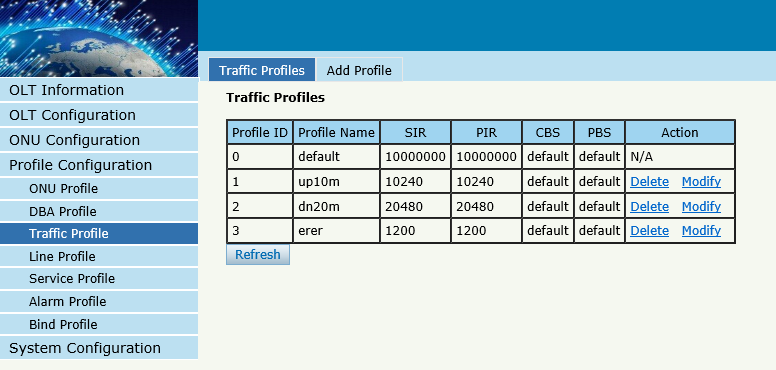 Traffic Profiles Add Profile
OLT Information
OLT Configuration
ONU Configuration
Profile Configuration
ONU Profile
DBA Profile
Traffic Profile
Line Profile
Service Profile
Alarm Profile
Bind Profile
System Configuration
Traffic Profiles
Profile ID Profile Name SIR PIR CBS PBS Action
0 default 10000000 10000000 default default N/A
1 up10m 10240 10240 default default Delete Modify
2 dn20m 20480 20480 default default Delete Modify
3 erer 1200 1200 default default Delete Modify
Refresh